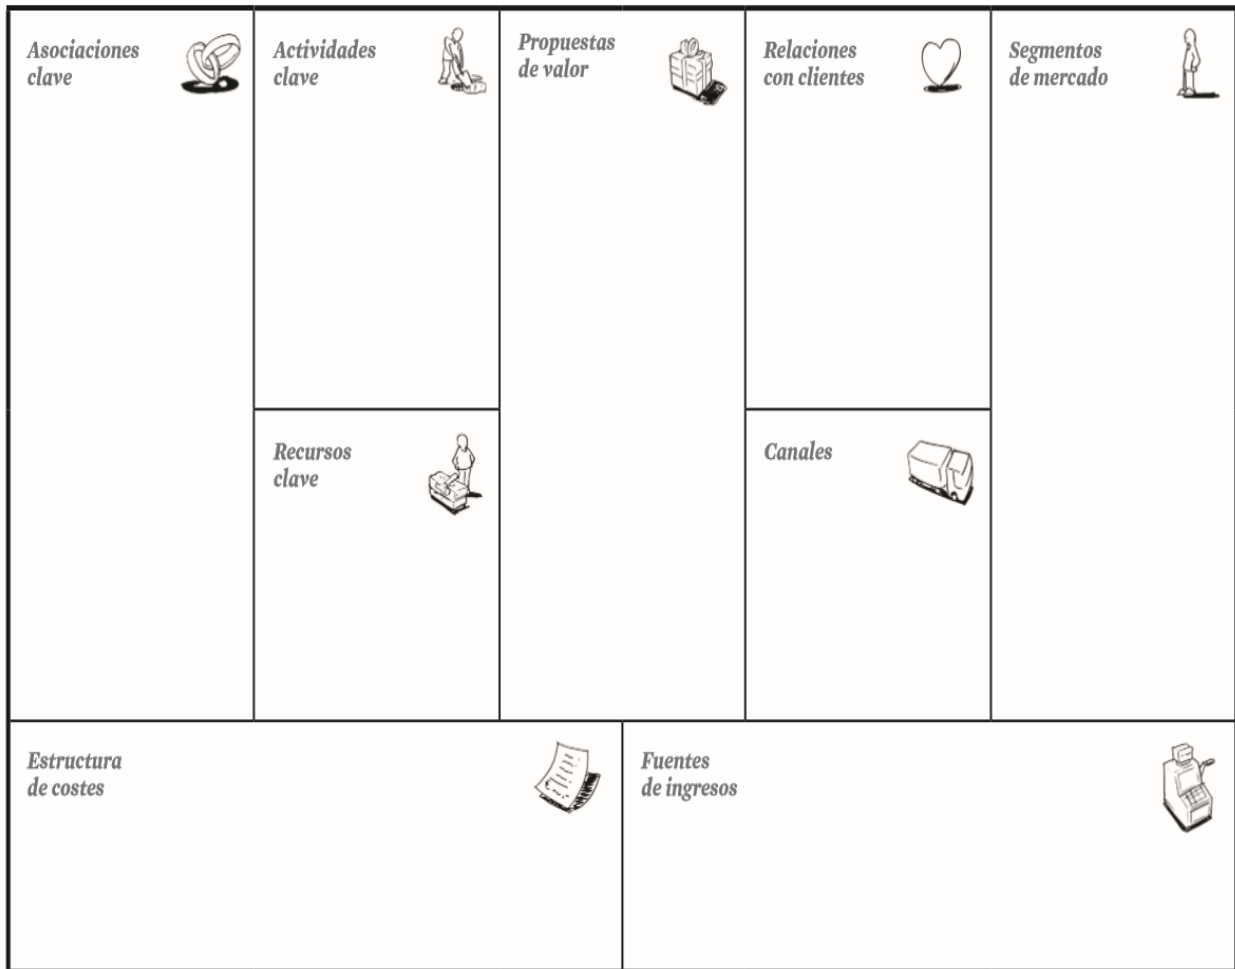 Asociaciones
clave
Actividades
clave
Propuestas
de valor
Relaciones
con clientes
Segmentos
de mercado
Recursos
clave
Canales
Estructura
de costes
Fuentes
de ingresos